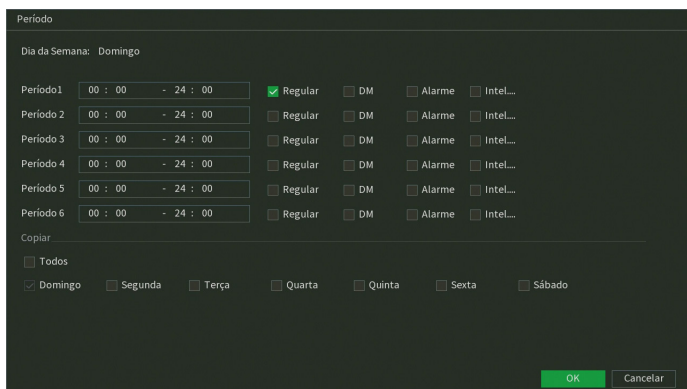 Período
Dia da Semana: Domingo
Período1 00 : 00 - 24 : 00 Regular DM Alarme Intel....
Período 2 00 : 00 - 24 : 00 Regular DM Alarme Intel....
Período 3 00 : 00 - 24 : 00 Regular DM Alarme Intel....
Período 4 00 : 00 - 24 : 00 Regular DM Alarme Intel....
Período 5 00 : 00 - 24 : 00 Regular DM Alarme Intel....
Período 6 00 : 00 - 24 : 00 Regular DM Alarme Intel....
Copiar
Todos
Domingo Segunda Terça Quarta Quinta Sexta Sábado
OK Cancelar